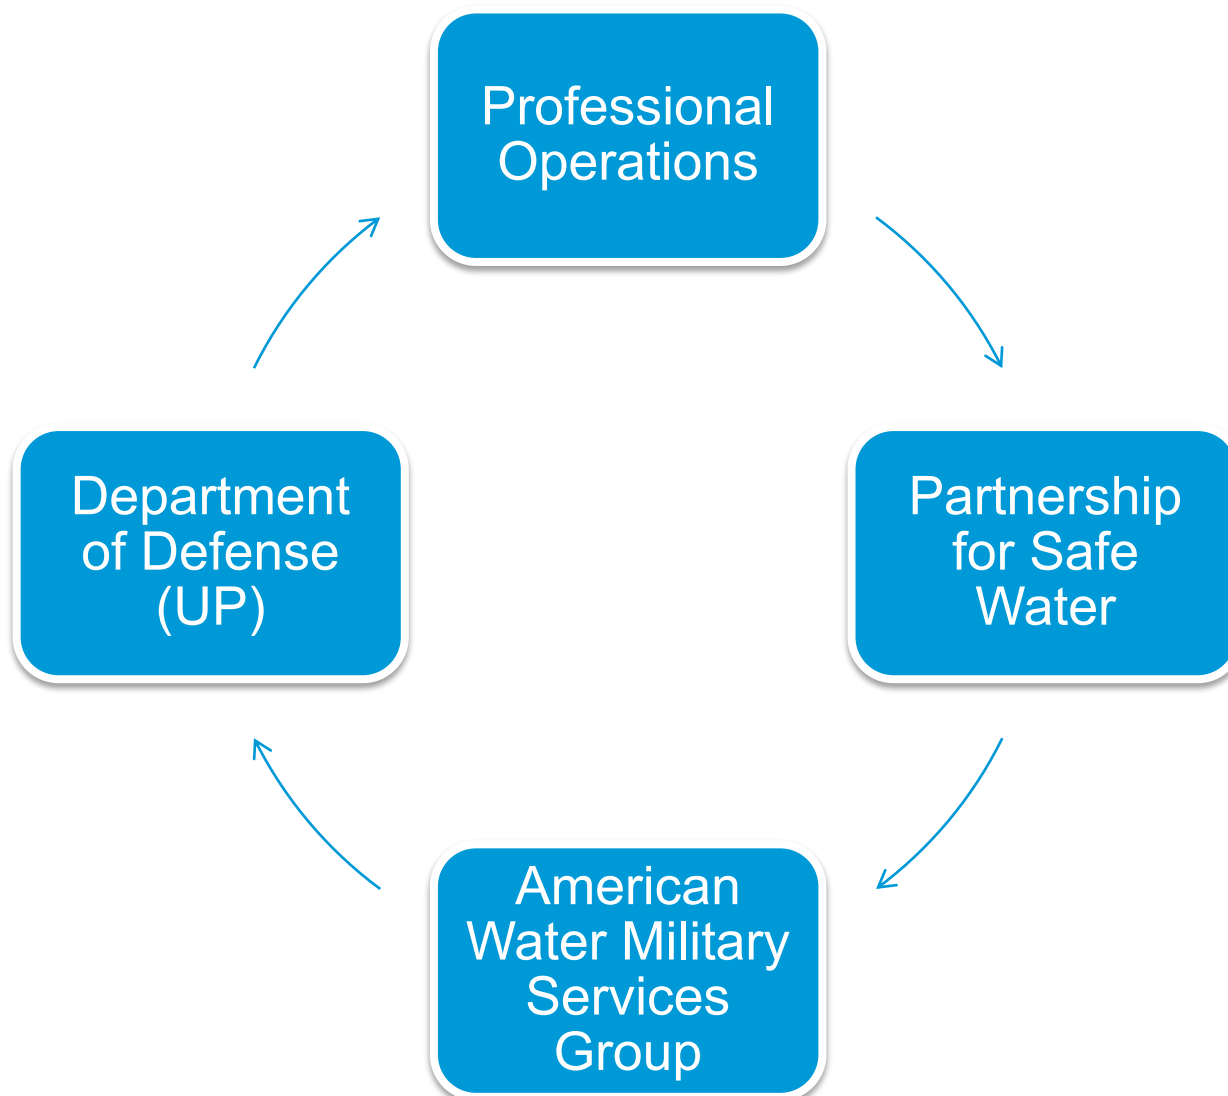 Professional
Operations
Department
of Defense
(UP)
Partnership
for Safe
Water
American
Water Military
Services
Group